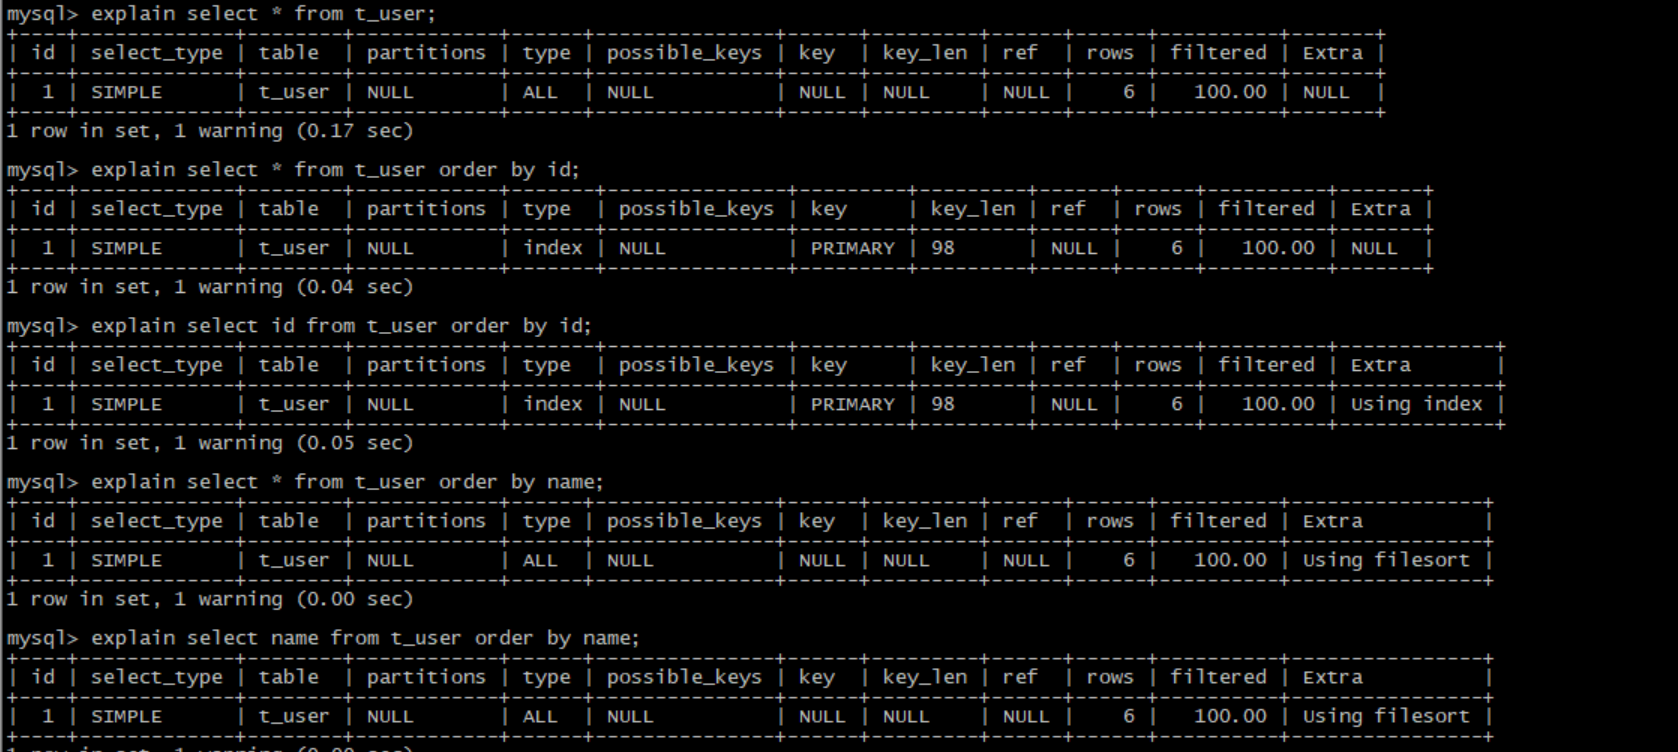 mysql> explain select * from t_user;
+----+-------------+--------+------------+------+---------------+------+---------+------+------+----------+-------+
| id | select_type | table  | partitions | type | possible_keys | key  | key_len | ref  | rows | filtered | Extra |
+----+-------------+--------+------------+------+---------------+------+---------+------+------+----------+-------+
|  1 | SIMPLE      | t_user | NULL       | ALL  | NULL          | NULL | NULL    | NULL |    6 |   100.00 | NULL  |
+----+-------------+--------+------------+------+---------------+------+---------+------+------+----------+-------+
1 row in set, 1 warning (0.17 sec)
mysql> explain select * from t_user order by id;
+----+-------------+--------+------------+-------+---------------+---------+---------+------+------+----------+-------+
| id | select_type | table  | partitions | type  | possible_keys | key     | key_len | ref  | rows | filtered | Extra |
+----+-------------+--------+------------+-------+---------------+---------+---------+------+------+----------+-------+
|  1 | SIMPLE      | t_user | NULL       | index | NULL          | PRIMARY | 98      | NULL |    6 |   100.00 | NULL  |
+----+-------------+--------+------------+-------+---------------+---------+---------+------+------+----------+-------+
1 row in set, 1 warning (0.04 sec)
mysql> explain select id from t_user order by id;
+----+-------------+--------+------------+-------+---------------+---------+---------+------+------+----------+-------------+
| id | select_type | table  | partitions | type  | possible_keys | key     | key_len | ref  | rows | filtered | Extra       |
+----+-------------+--------+------------+-------+---------------+---------+---------+------+------+----------+-------------+
|  1 | SIMPLE      | t_user | NULL       | index | NULL          | PRIMARY | 98      | NULL |    6 |   100.00 | Using index |
+----+-------------+--------+------------+-------+---------------+---------+---------+------+------+----------+-------------+
1 row in set, 1 warning (0.05 sec)
mysql> explain select * from t_user order by name;
+----+-------------+--------+------------+------+---------------+------+---------+------+------+----------+----------------+
| id | select_type | table  | partitions | type | possible_keys | key  | key_len | ref  | rows | filtered | Extra          |
+----+-------------+--------+------------+------+---------------+------+---------+------+------+----------+----------------+
|  1 | SIMPLE      | t_user | NULL       | ALL  | NULL          | NULL | NULL    | NULL |    6 |   100.00 | Using filesort |
+----+-------------+--------+------------+------+---------------+------+---------+------+------+----------+----------------+
1 row in set, 1 warning (0.00 sec)
mysql> explain select name from t_user order by name;
+----+-------------+--------+------------+------+---------------+------+---------+------+------+----------+----------------+
| id | select_type | table  | partitions | type | possible_keys | key  | key_len | ref  | rows | filtered | Extra          |
+----+-------------+--------+------------+------+---------------+------+---------+------+------+----------+----------------+
|  1 | SIMPLE      | t_user | NULL       | ALL  | NULL          | NULL | NULL    | NULL |    6 |   100.00 | Using filesort |
+----+-------------+--------+------------+------+---------------+------+---------+------+------+----------+----------------+